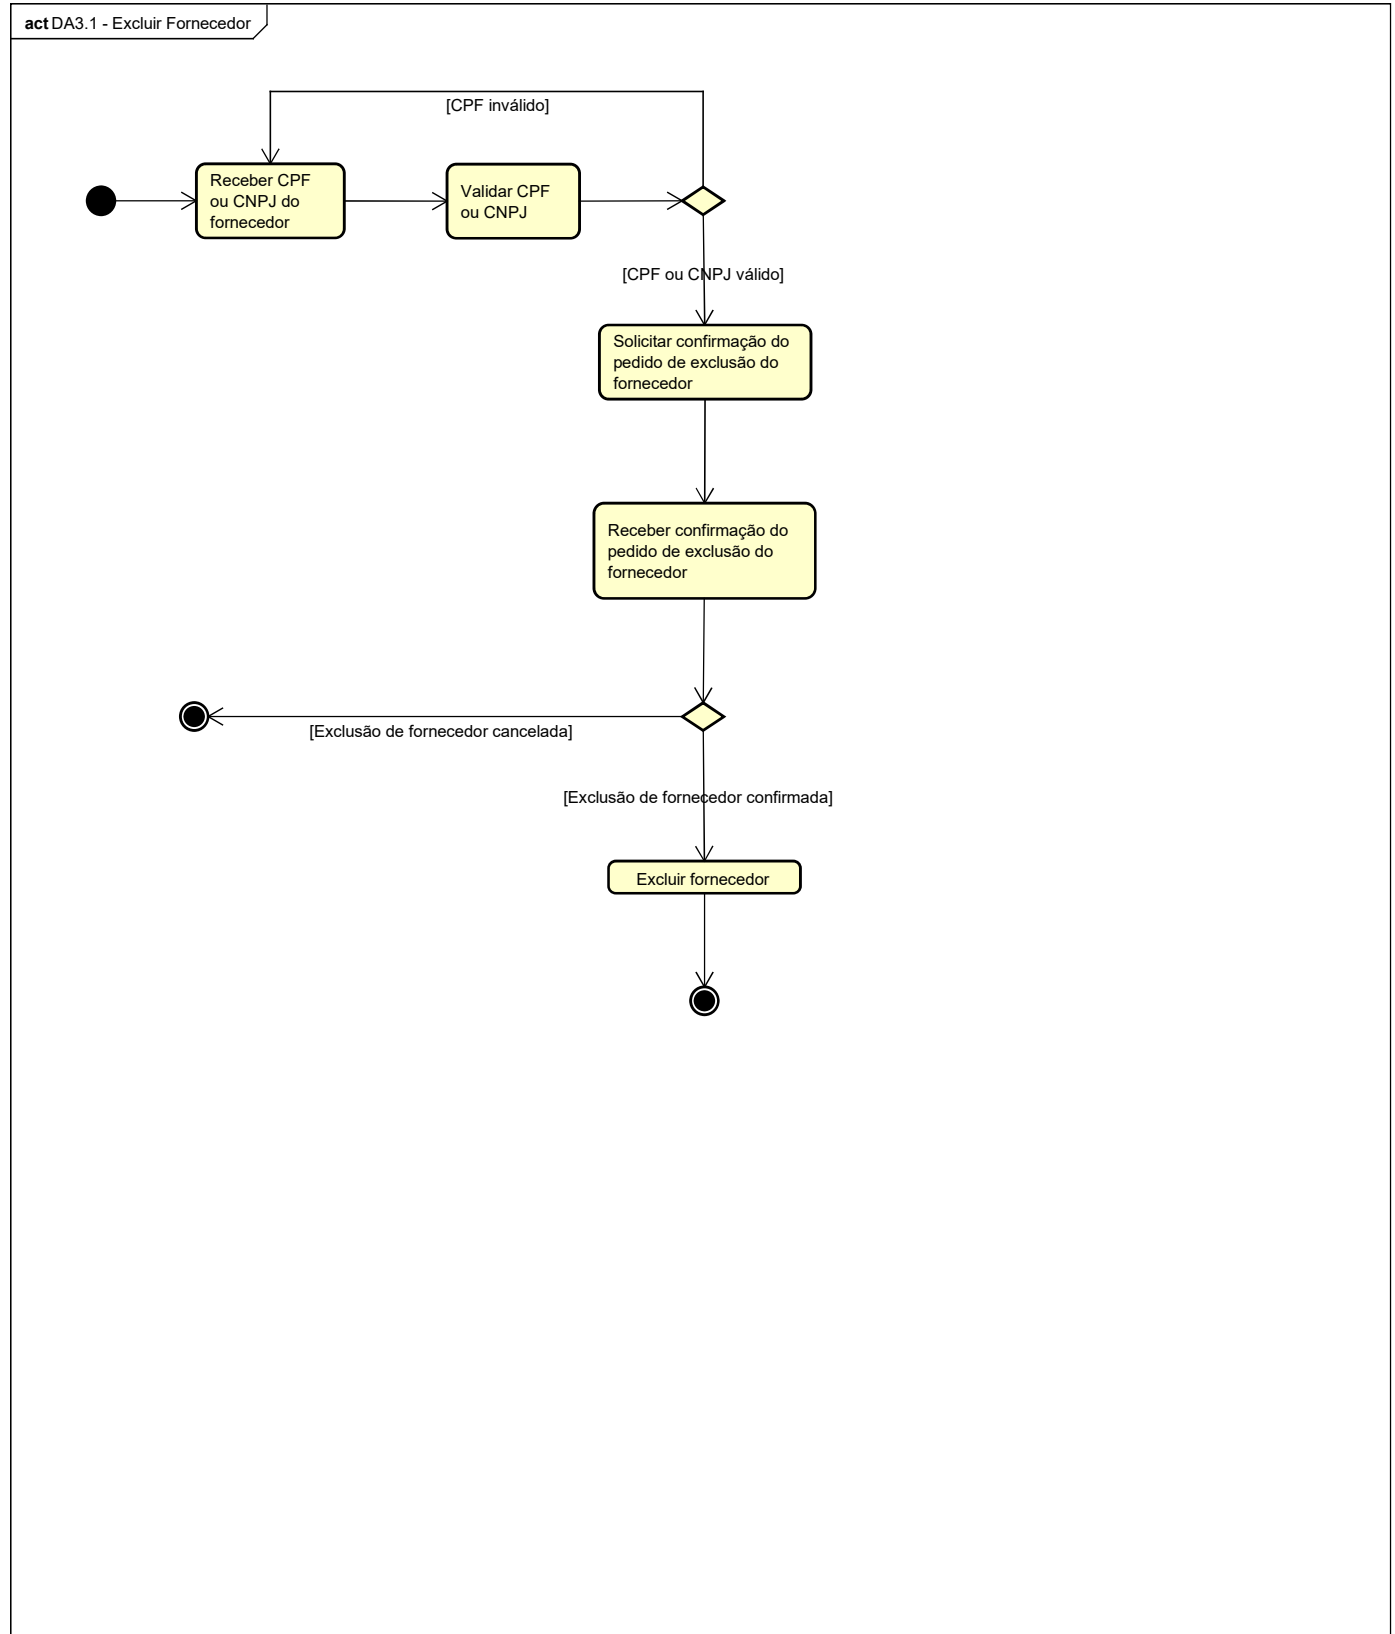 act DA3.1 - Excluir Fornecedor
[CPF inválido]
Receber CPF
ou CNPJ do
fornecedor
Validar CPF
ou CNPJ
[CPF ou CNPJ válido]
Solicitar confirmação do
pedido de exclusão do
fornecedor
Receber confirmação do
pedido de exclusão do
fornecedor
[Exclusão de fornecedor cancelada]
[Exclusão de fornecedor confirmada]
Excluir fornecedor